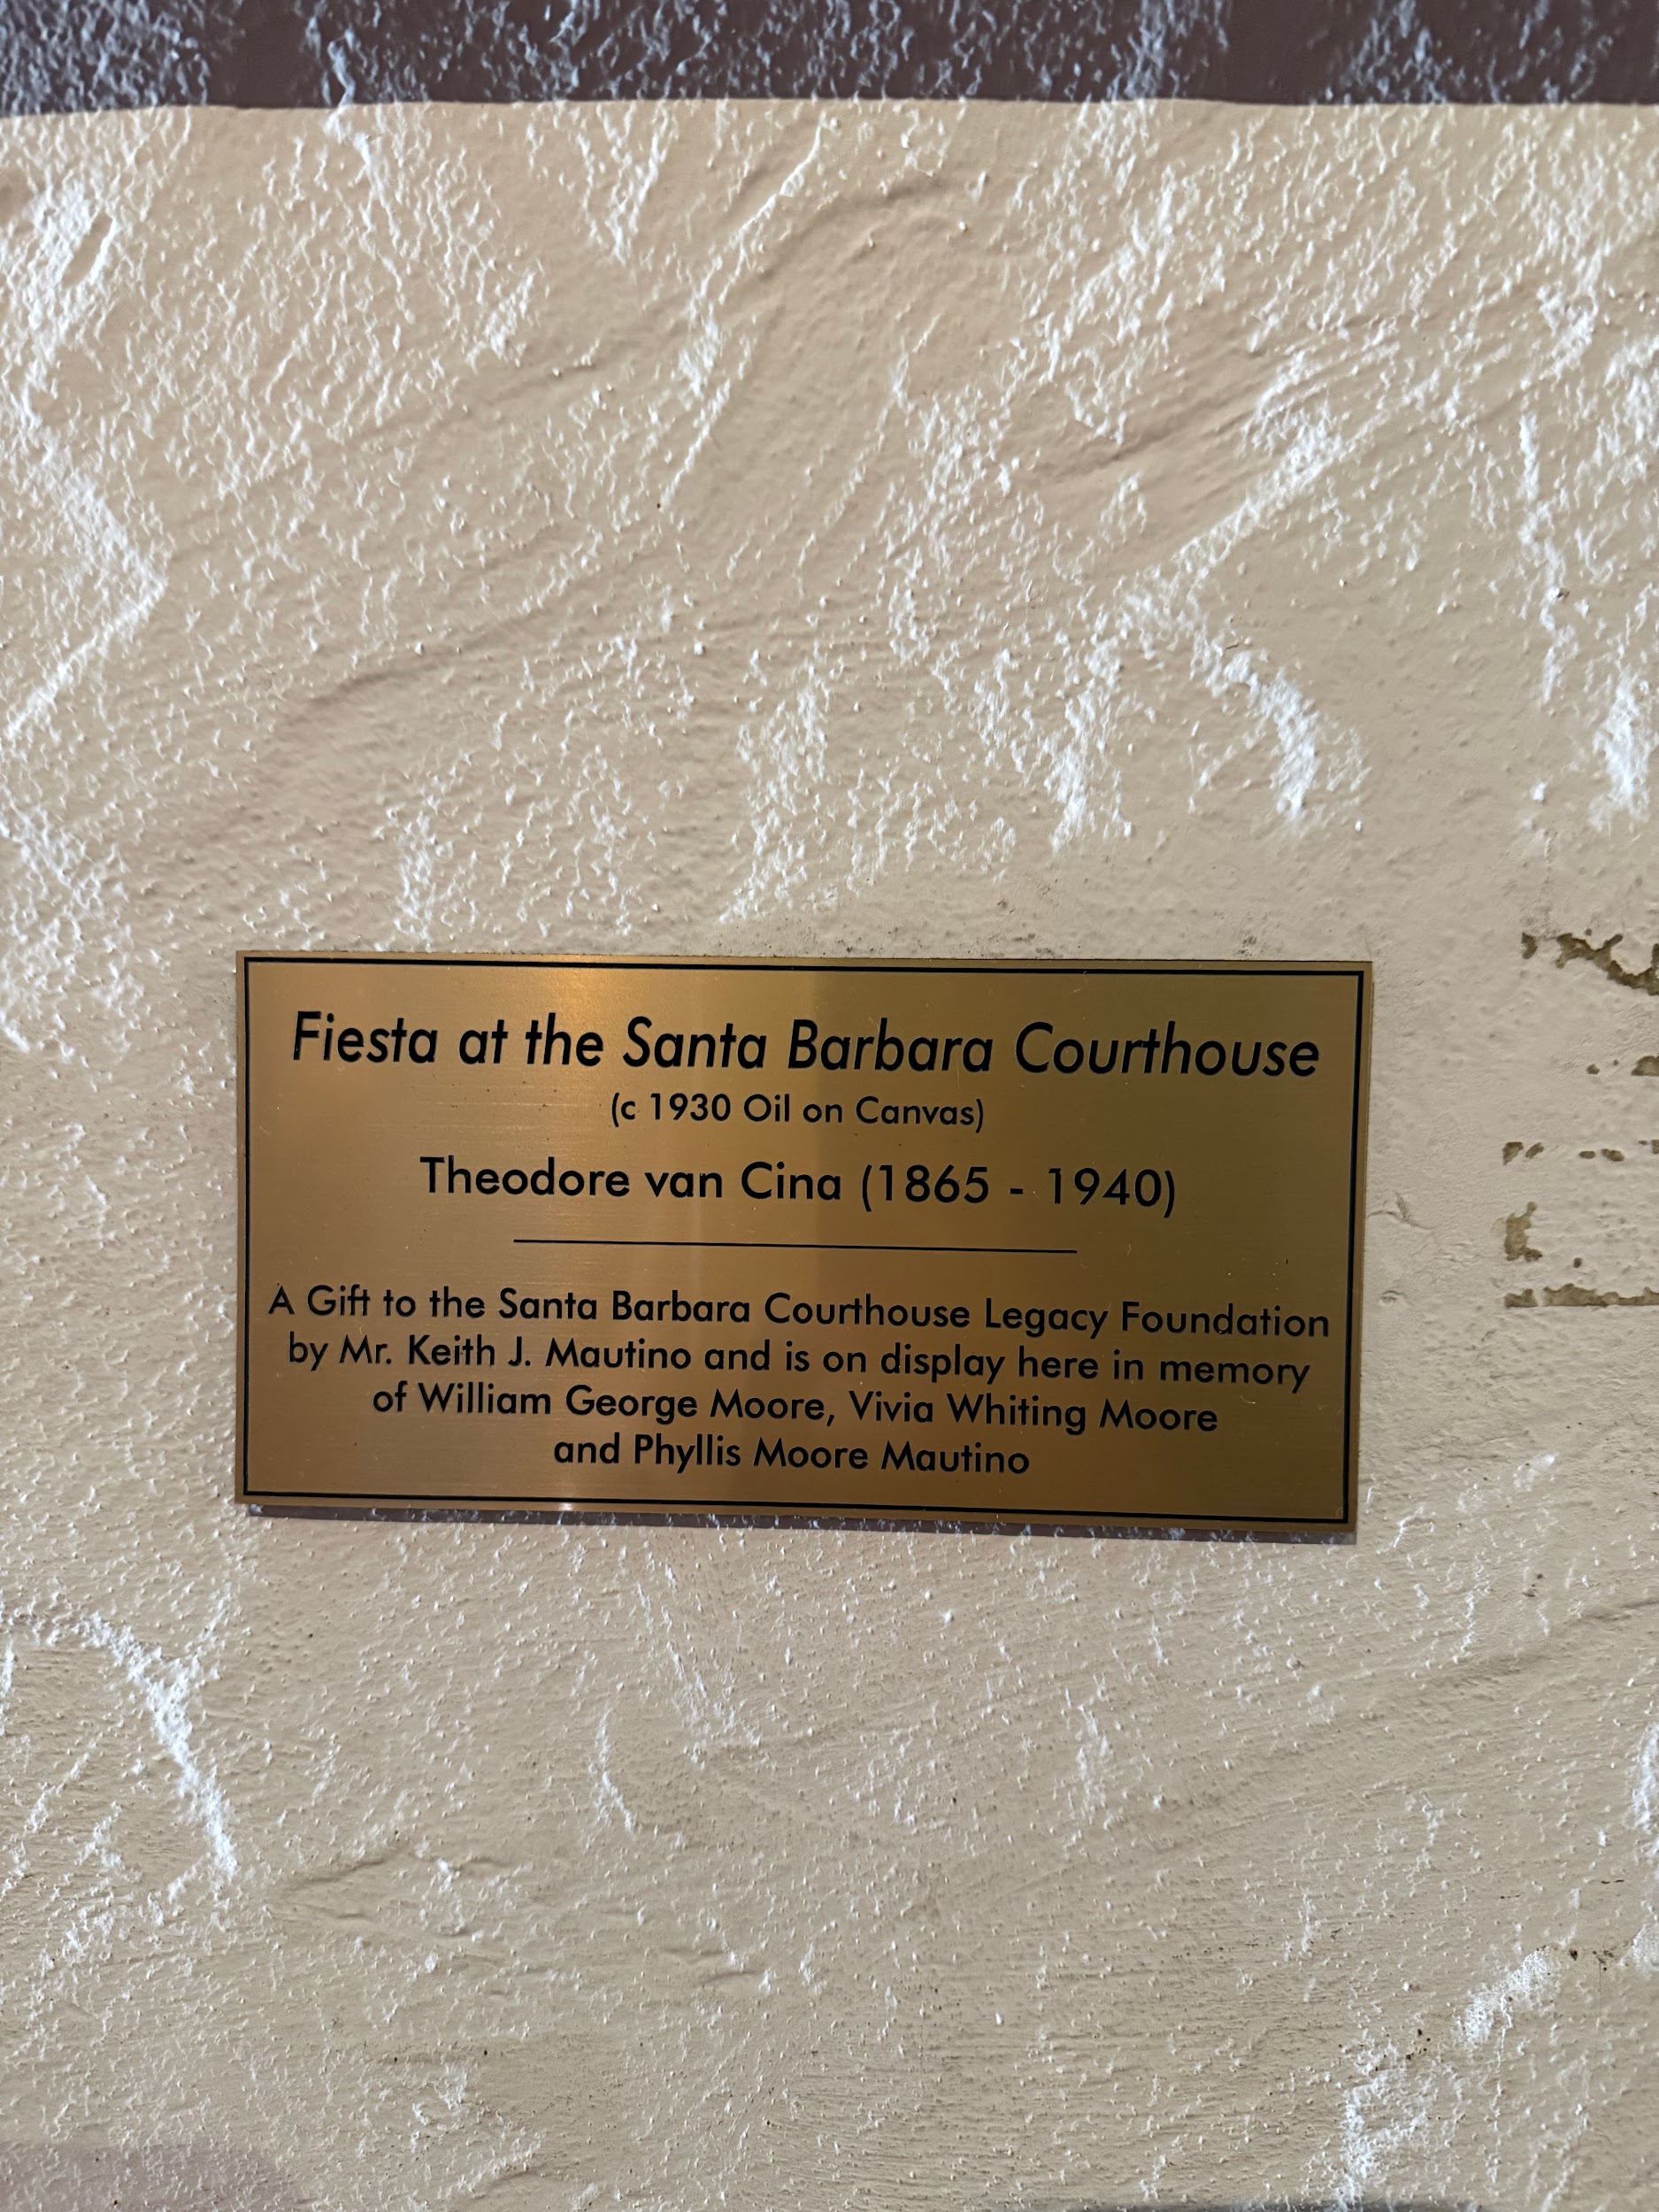 Fiesta at the Santa Barbara Courthouse
(c 1930 Oil on Canvas)
Theodore van Cina (1865 - 1940)
A Gift to the Santa Barbara Courthouse Legacy Foundation
by Mr. Keith J. Mautino and is on display here in memory
of William George Moore, Vivia Whiting Moore
and Phyllis Moore Mautino